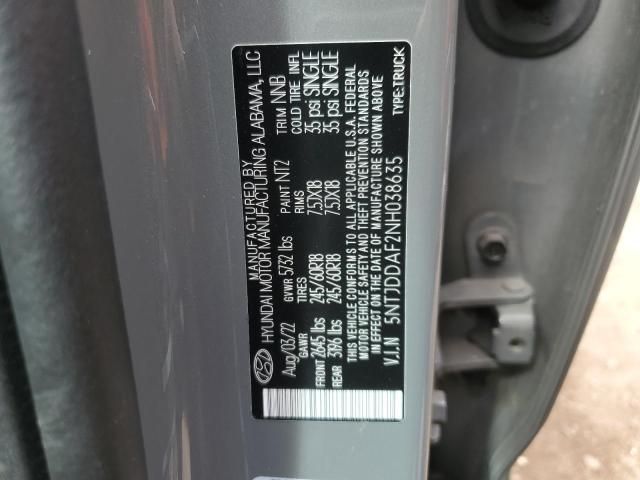 MANUFACTURED BY
HYUNDAI MOTOR MANUFACTURING ALABAMA, LLC
Aug/03/22 GVWR 5732 lbs PAINT NT2 TRIM NNB
GAWR TIRES RIMS COLD TIRE INFL
FRONT 2645 lbs 245/60R18 7.5JX18 35 psi SINGLE
REAR 3196 lbs 245/60R18 7.5JX18 35 psi SINGLE
THIS VEHICLE CONFORMS TO ALL APPLICABLE U.S.A. FEDERAL
MOTOR VEHICLE SAFETY AND THEFT PREVENTION STANDARDS
IN EFFECT ON THE DATE OF MANUFACTURE SHOWN ABOVE
V.I.N 5NTJDDAF2NH038635 TYPE:TRUCK